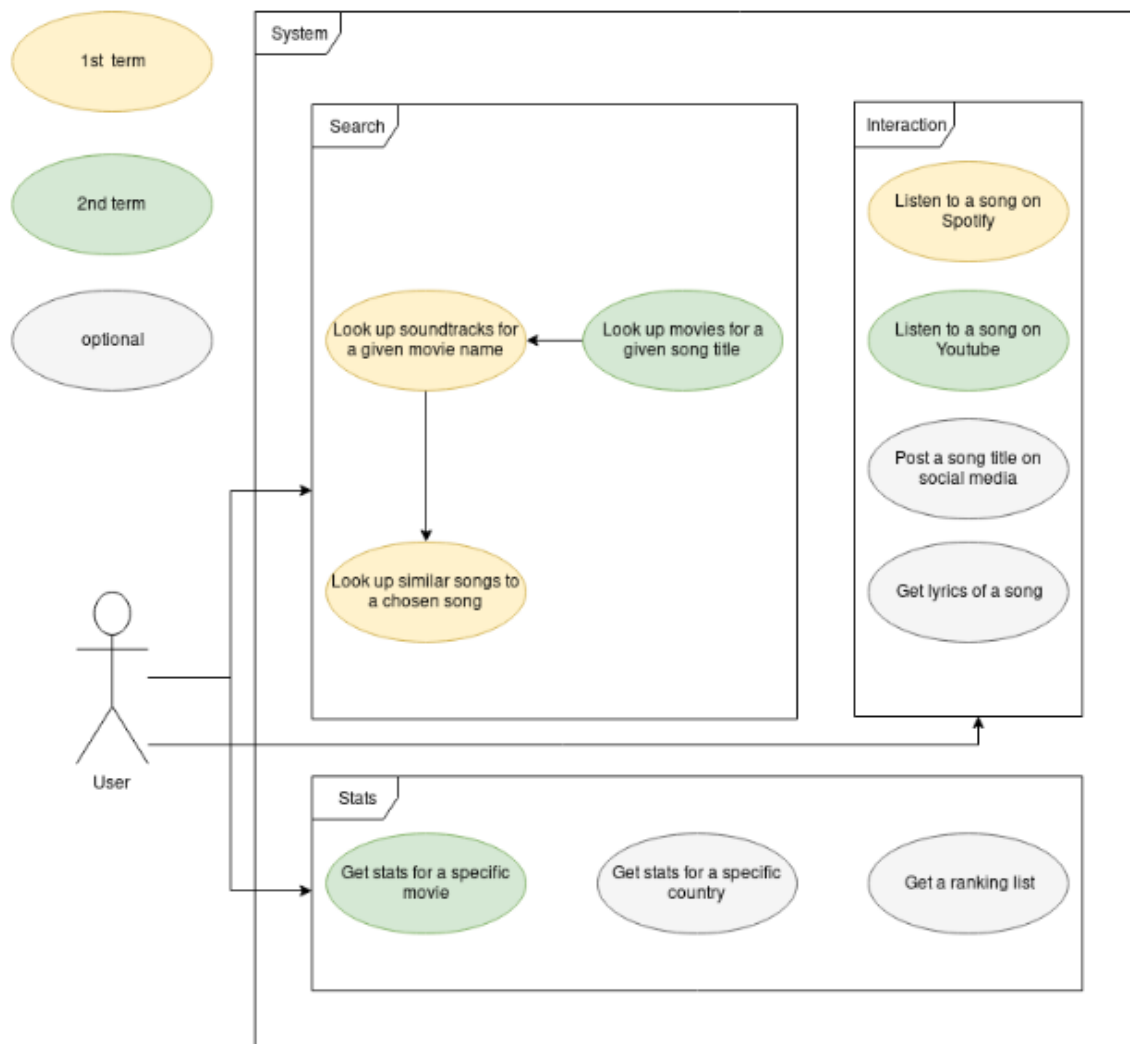 1st term
2nd term
optional
System
Search
Look up soundtracks for
a given movie name
Look up movies for a
given song title
Look up similar songs to
a chosen song
Interaction
Listen to a song on
Spotify
Listen to a song on
Youtube
Post a song title on
social media
Get lyrics of a song
User
Stats
Get stats for a specific
movie
Get stats for a specific
country
Get a ranking list